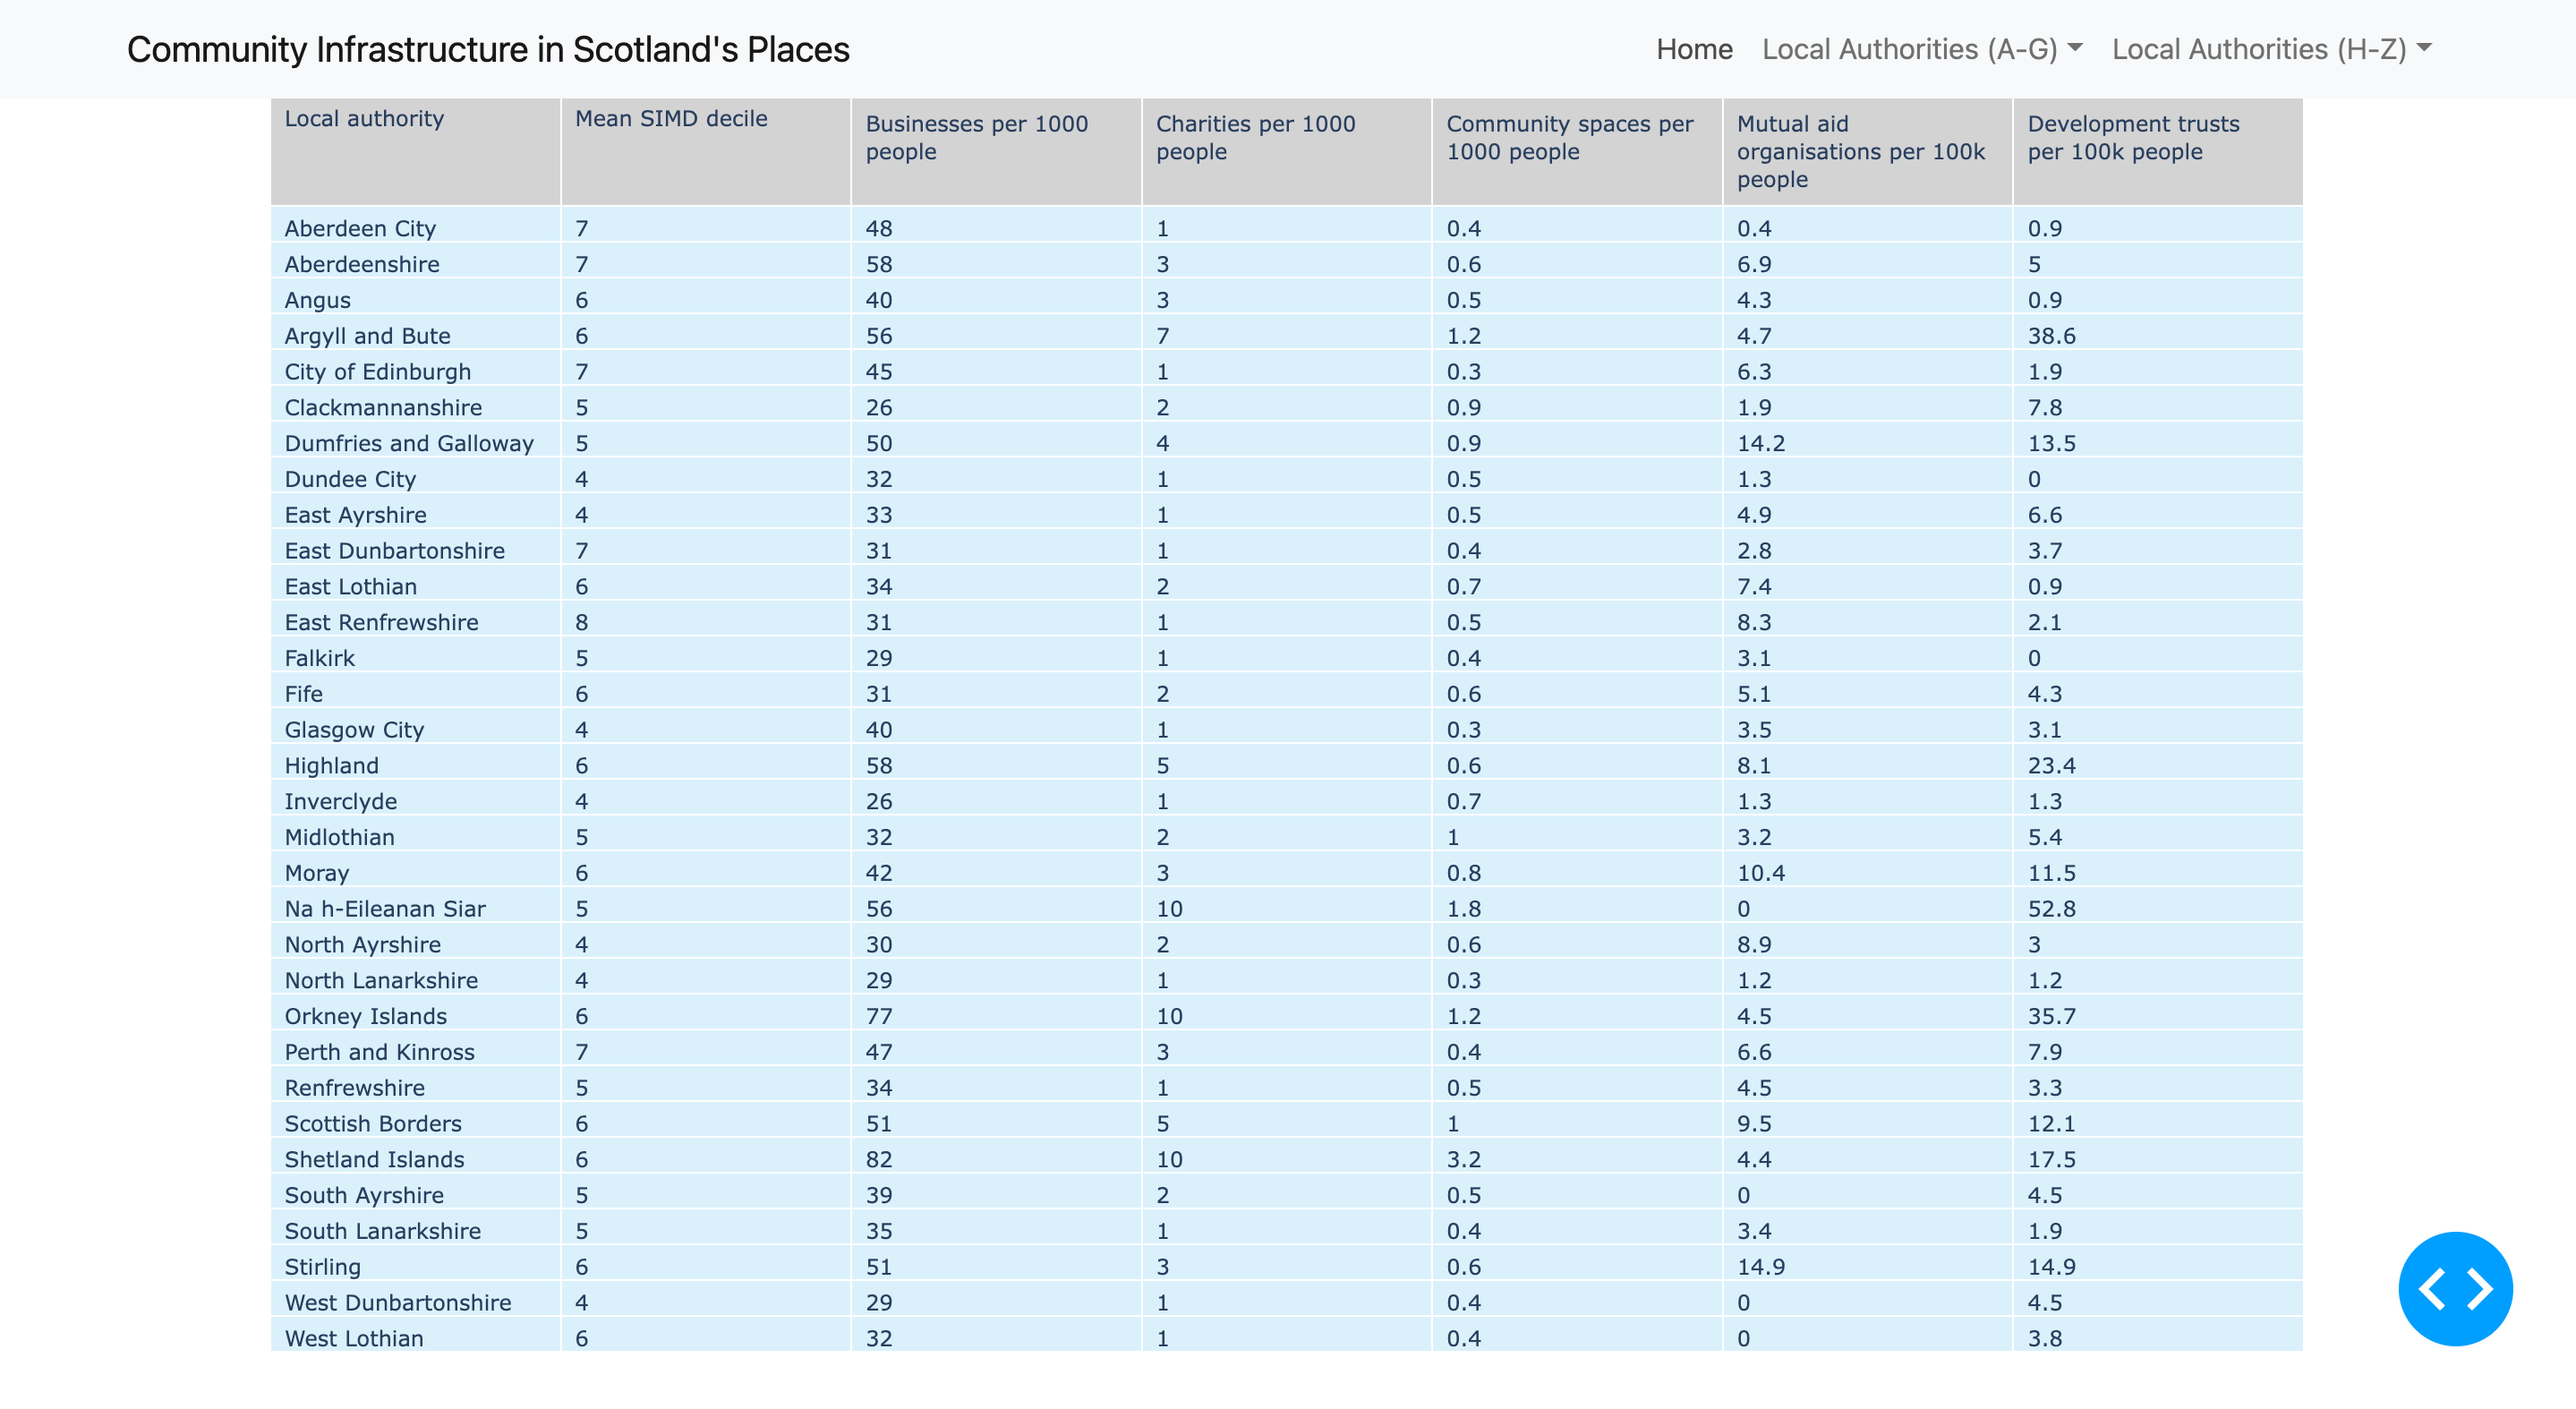 Community Infrastructure in Scotland's Places Home Local Authorities (A-G) Local Authorities (H-Z)
Local authority Mean SIMD decile Businesses per 1000 people Charities per 1000 people Community spaces per 1000 people Mutual aid organisations per 100k people Development trusts per 100k people
Aberdeen City 7 48 1 0.4 0.4 0.9
Aberdeenshire 7 58 3 0.6 6.9 5
Angus 6 40 3 0.5 4.3 0.9
Argyll and Bute 6 56 7 1.2 4.7 38.6
City of Edinburgh 7 45 1 0.3 6.3 1.9
Clackmannanshire 5 26 2 0.9 1.9 7.8
Dumfries and Galloway 5 50 4 0.9 14.2 13.5
Dundee City 4 32 1 0.5 1.3 0
East Ayrshire 4 33 1 0.5 4.9 6.6
East Dunbartonshire 7 31 1 0.4 2.8 3.7
East Lothian 6 34 2 0.7 7.4 0.9
East Renfrewshire 8 31 1 0.5 8.3 2.1
Falkirk 5 29 1 0.4 3.1 0
Fife 6 31 2 0.6 5.1 4.3
Glasgow City 4 40 1 0.3 3.5 3.1
Highland 6 58 5 0.6 8.1 23.4
Inverclyde 4 26 1 0.7 1.3 1.3
Midlothian 5 32 2 1 3.2 5.4
Moray 6 42 3 0.8 10.4 11.5
Na h-Eileanan Siar 5 56 10 1.8 0 52.8
North Ayrshire 4 30 2 0.6 8.9 3
North Lanarkshire 4 29 1 0.3 1.2 1.2
Orkney Islands 6 77 10 1.2 4.5 35.7
Perth and Kinross 7 47 3 0.4 6.6 7.9
Renfrewshire 5 34 1 0.5 4.5 3.3
Scottish Borders 6 51 5 1 9.5 12.1
Shetland Islands 6 82 10 3.2 4.4 17.5
South Ayrshire 5 39 2 0.5 0 4.5
South Lanarkshire 5 35 1 0.4 3.4 1.9
Stirling 6 51 3 0.6 14.9 14.9
West Dunbartonshire 4 29 1 0.4 0 4.5
West Lothian 6 32 1 0.4 0 3.8